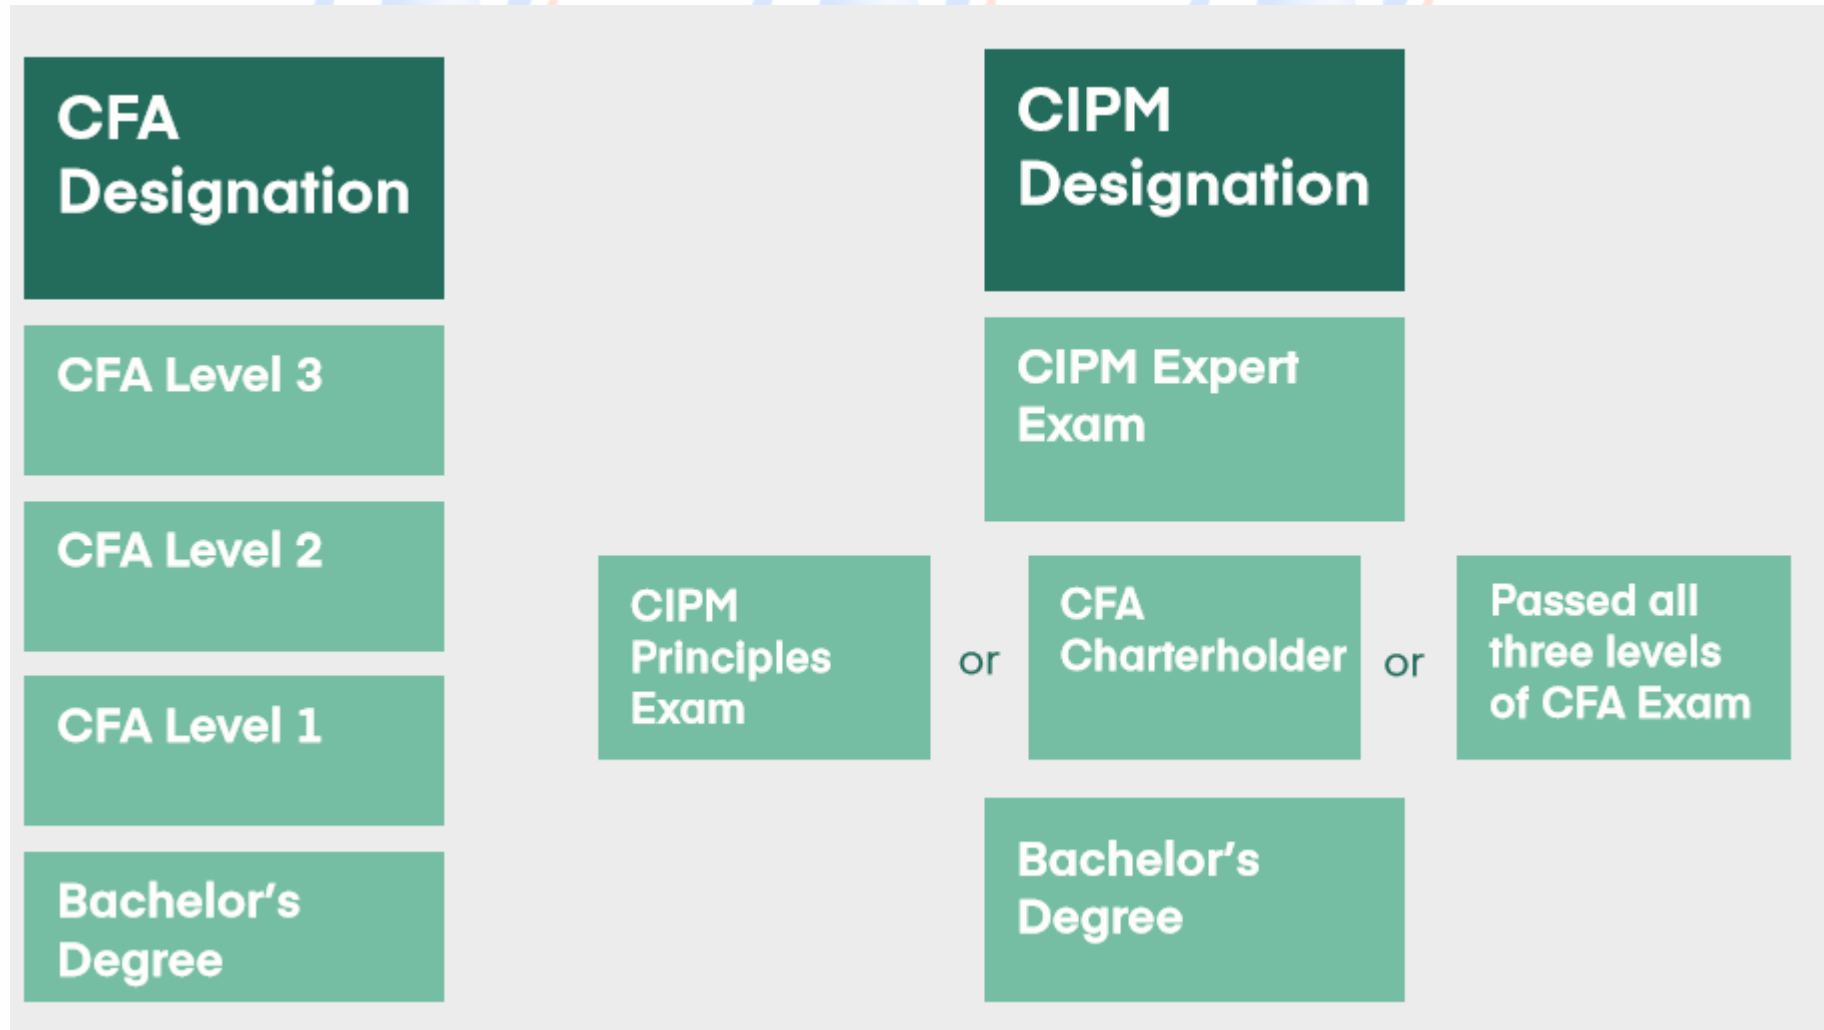 CFA
Designation
CFA Level 3
CFA Level 2
CFA Level 1
Bachelor's
Degree
CIPM
Designation
CIPM Expert
Exam
CIPM
Principles
Exam
or
CFA
Charterholder
or
Passed all
three levels
of CFA Exam
Bachelor's
Degree